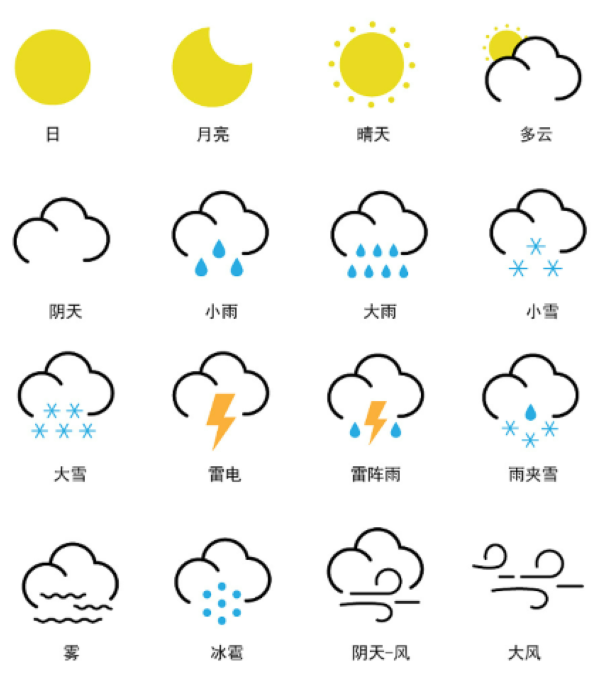 日
月亮
晴天
多云
阴天
小雨
大雨
小雪
大雪
雷电
雷阵雨
雨夹雪
雾
冰雹
阴天-风
大风